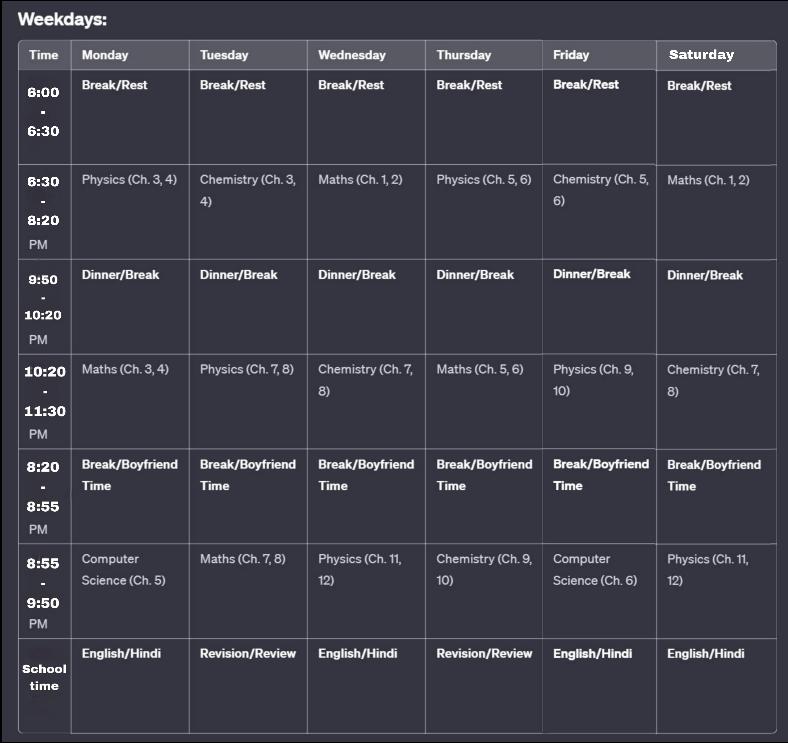 Weekdays:
Time Monday Tuesday Wednesday Thursday Friday Saturday
6:00 Break/Rest Break/Rest Break/Rest Break/Rest Break/Rest Break/Rest
-
6:30
6:30 Physics (Ch. 3, 4) Chemistry (Ch. 3, Maths (Ch. 1, 2) Physics (Ch. 5, 6) Chemistry (Ch. 5, Maths (Ch. 1, 2)
- 4) 6)
8:20
PM
9:50 Dinner/Break Dinner/Break Dinner/Break Dinner/Break Dinner/Break Dinner/Break
-
10:20
PM
10:20 Maths (Ch. 3, 4) Physics (Ch. 7, 8) Chemistry (Ch. 7, Maths (Ch. 5, 6) Physics (Ch. 9, Chemistry (Ch. 7,
- 8) 10) 8)
11:30
PM
8:20 Break/Boyfriend Break/Boyfriend Break/Boyfriend Break/Boyfriend Break/Boyfriend Break/Boyfriend
- Time Time Time Time Time Time
8:55
PM
8:55 Computer Maths (Ch. 7, 8) Physics (Ch. 11, Chemistry (Ch. 9, Computer Physics (Ch. 11,
- Science (Ch. 5) 12) 10) Science (Ch. 6) 12)
9:50
PM
School English/Hindi Revision/Review English/Hindi Revision/Review English/Hindi English/Hindi
time